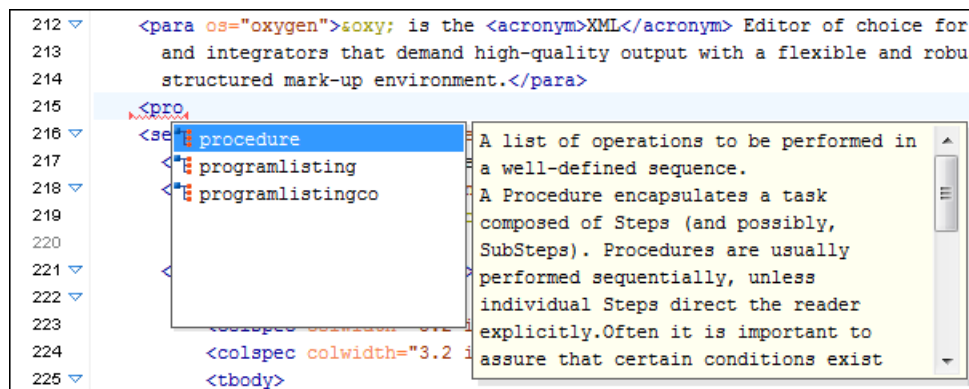 212 <para os="oxygen">&oxy; is the <acronym>XML</acronym> Editor of choice for
213 and integrators that demand high-quality output with a flexible and robu
214 structured mark-up environment.</para>
215 <pro
216 <se
procedure
programlisting
programlistingco
A list of operations to be performed in
a well-defined sequence.
A Procedure encapsulates a task
composed of Steps (and possibly,
SubSteps). Procedures are usually
performed sequentially, unless
individual Steps direct the reader
explicitly.Often it is important to
assure that certain conditions exist
217 <
218 <
219
220
221 <
222
223
224 <colspec colwidth="3.2 i
225 <tbody>